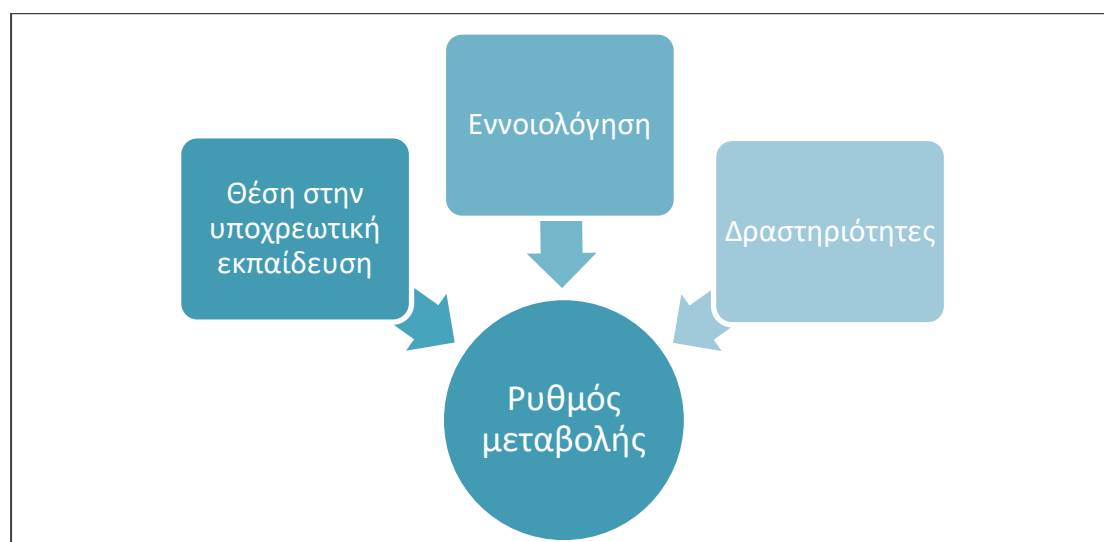 Εννοιολόγηση
Θέση στην
υποχρεωτική
εκπαίδευση
Δραστηριότητες
Ρυθμός
μεταβολής